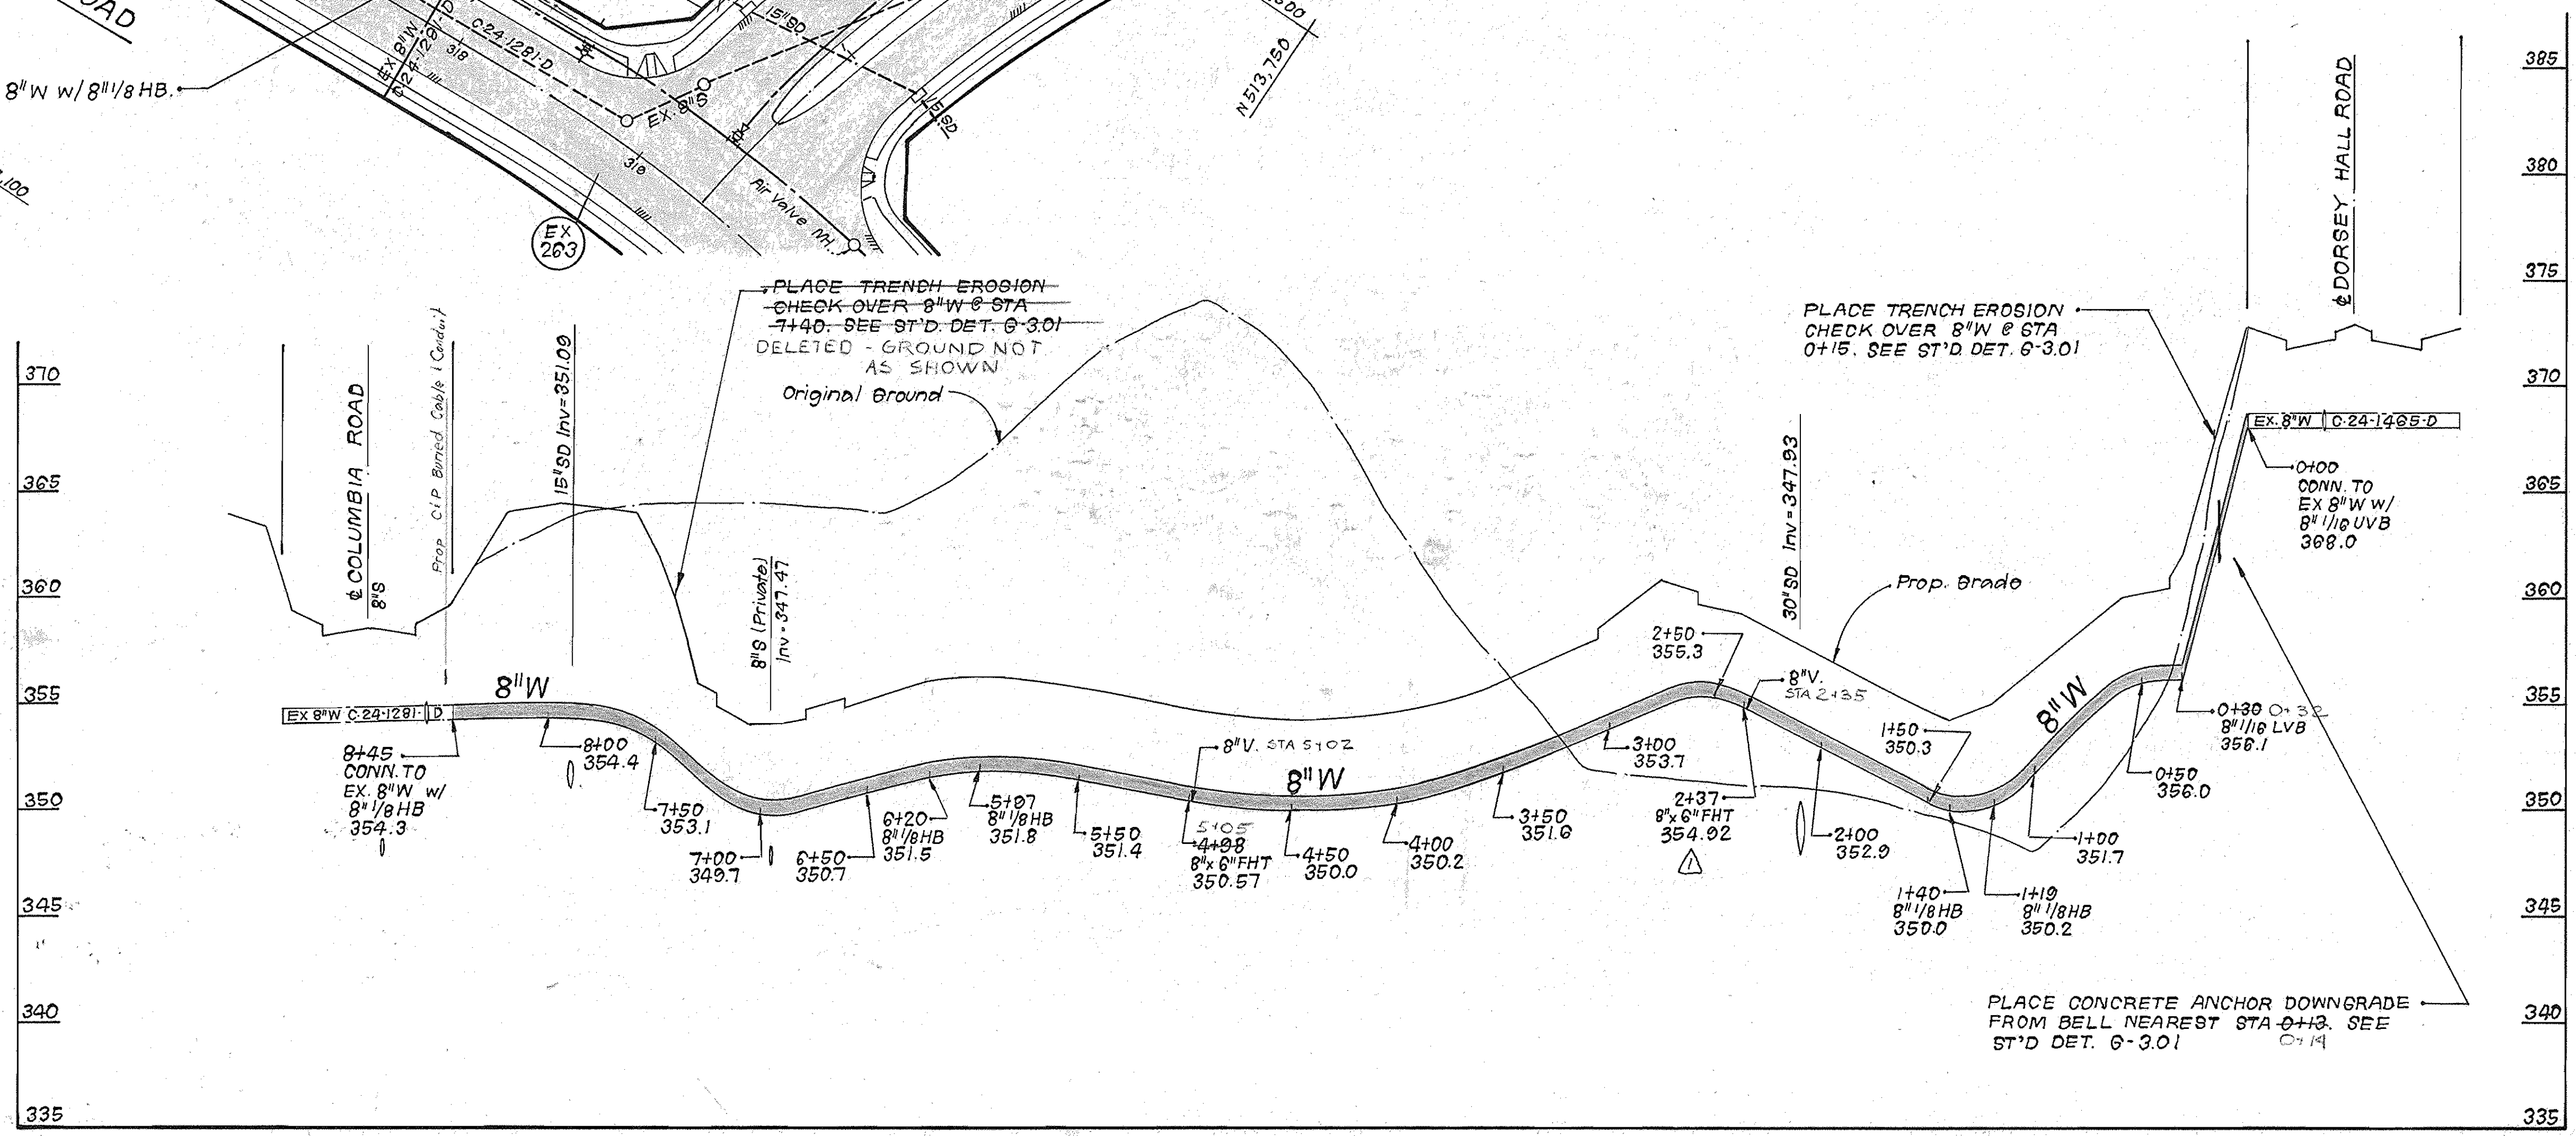 OAD
8"W W/8"1/8 HB.
EX 8"W
C-24-1291-D
C-24-1281-D
318
15"SD
EX. 8"S
15"SD
318
Air Valve MH.
EX
263
N 513,750
,100
385
380
375
370
365
360
355
350
345
340
335
370
365
360
355
350
345
340
335
℄ COLUMBIA ROAD
8"S
Prop C&P Buried Cable 1 Conduit
15"SD Inv=351.09
PLACE TRENCH EROSION
CHECK OVER 8"W @ STA
7+40. SEE ST'D. DET. G-3.01
DELETED - GROUND NOT
AS SHOWN
Original Ground
8"S (Private)
Inv=347.47
30"SD Inv=347.93
Prop. Grade
PLACE TRENCH EROSION
CHECK OVER 8"W @ STA
0+15. SEE ST'D. DET. G-3.01
℄ DORSEY HALL ROAD
EX. 8"W C-24-1465-D
0+00
CONN. TO
EX 8"W W/
8" 1/16 UVB
368.0
EX 8"W C-24-1281-D
8"W
8+45
CONN. TO
EX. 8"W w/
8" 1/8 HB
354.3
8+00
354.4
7+50
353.1
7+00
349.7
6+50
350.7
6+20
8" 1/8 HB
351.5
5+97
8" 1/8 HB
351.8
5+50
351.4
8"V. STA 5+02
5+05
4+98
8"x 6"FHT
350.57
8"W
4+50
350.0
4+00
350.2
3+50
351.6
3+00
353.7
2+50
355.3
8"V.
STA 2+35
2+37
8"x 6"FHT
354.92
1
2+00
352.9
1+50
350.3
1+40
8" 1/8 HB
350.0
1+19
8" 1/8 HB
350.2
1+00
351.7
8"W
0+50
356.0
0+30 0+32
8" 1/16 LVB
356.1
PLACE CONCRETE ANCHOR DOWNGRADE
FROM BELL NEAREST STA 0+13. SEE
ST'D DET. G-3.01 0+14